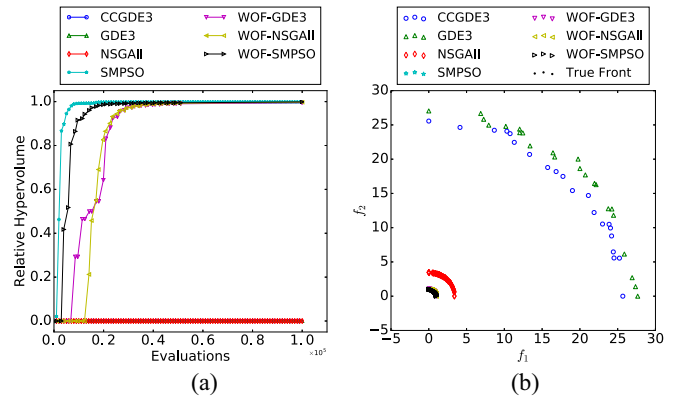 CCGDE3
GDE3
NSGAII
SMPSO
WOF-GDE3
WOF-NSGAII
WOF-SMPSO
1.0
0.8
0.6
0.4
0.2
0.0
Relative Hypervolume
0.0 0.2 0.4 0.6 0.8 1.0
×10⁵
Evaluations
(a)
CCGDE3
GDE3
NSGAII
SMPSO
WOF-GDE3
WOF-NSGAII
WOF-SMPSO
True Front
30
25
20
15
10
5
0
−5
f₂
−5 0 5 10 15 20 25 30
f₁
(b)